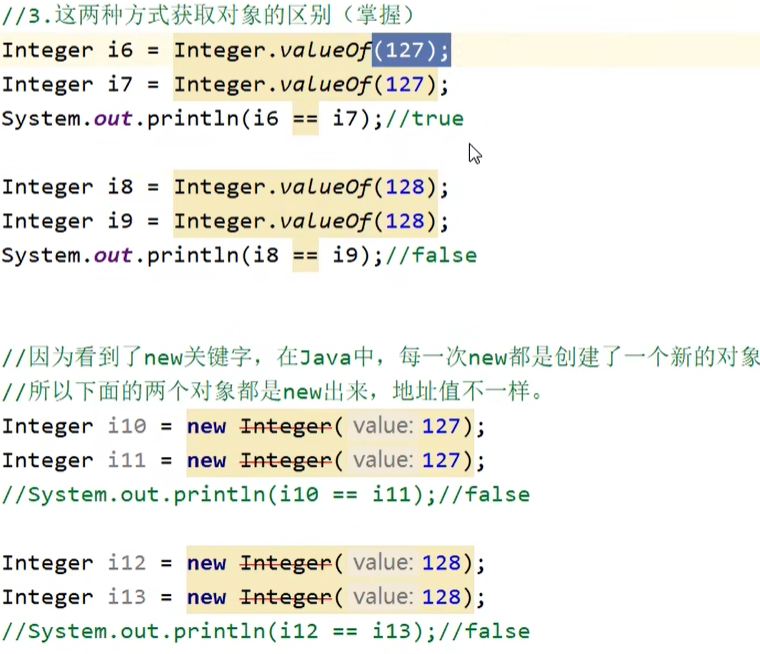 //3.这两种方式获取对象的区别（掌握）
Integer i6 = Integer.valueOf(127);
Integer i7 = Integer.valueOf(127);
System.out.println(i6 == i7);//true
Integer i8 = Integer.valueOf(128);
Integer i9 = Integer.valueOf(128);
System.out.println(i8 == i9);//false
//因为看到了new关键字，在Java中，每一次new都是创建了一个新的对象
//所以下面的两个对象都是new出来，地址值不一样。
Integer i10 = new Integer( value: 127);
Integer i11 = new Integer( value: 127);
//System.out.println(i10 == i11);//false
Integer i12 = new Integer( value: 128);
Integer i13 = new Integer( value: 128);
//System.out.println(i12 == i13);//false